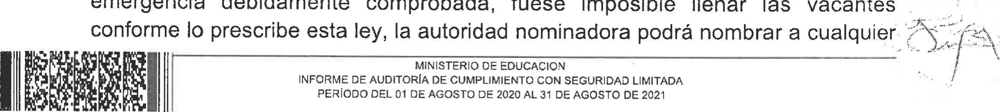 emergencia debidamente comprobada, fuese imposible llenar las vacantes
conforme lo prescribe esta ley, la autoridad nominadora podrá nombrar a cualquier
MINISTERIO DE EDUCACION
INFORME DE AUDITORÍA DE CUMPLIMIENTO CON SEGURIDAD LIMITADA
PERÍODO DEL 01 DE AGOSTO DE 2020 AL 31 DE AGOSTO DE 2021